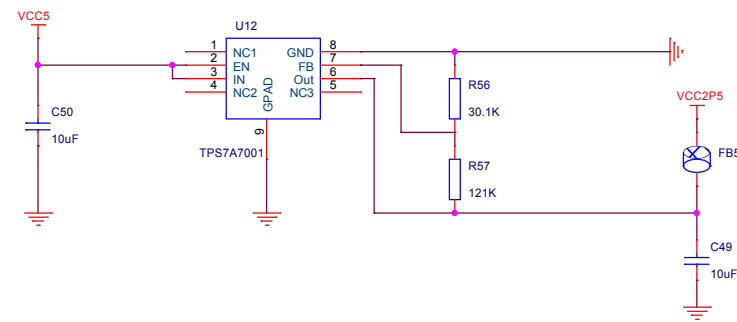 VCC5
U12
1 NC1 GND 8
2 EN FB 7
3 IN Out 6
4 NC2 NC3 5
GPAD
9
TPS7A7001
C50
10uF
R56
30.1K
R57
121K
VCC2P5
FB5
C49
10uF